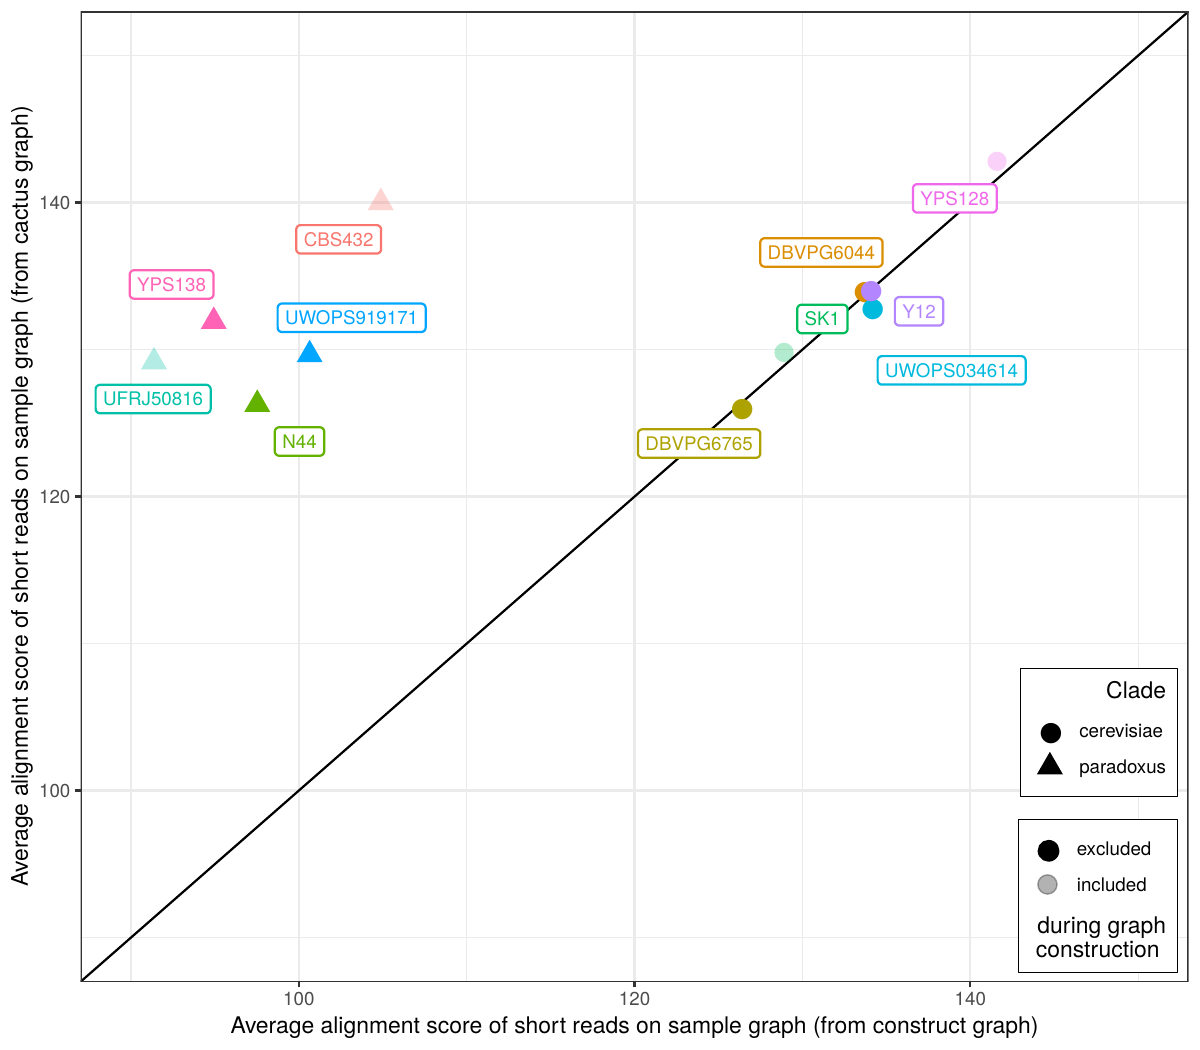 Average alignment score of short reads on sample graph (from cactus graph)
140
120
100
YPS128
CBS432
DBVPG6044
YPS138
UWOPS919171
SK1
Y12
UWOPS034614
UFRJ50816
N44
DBVPG6765
Clade
cerevisiae
paradoxus
excluded
included
during graph
construction
100
120
140
Average alignment score of short reads on sample graph (from construct graph)